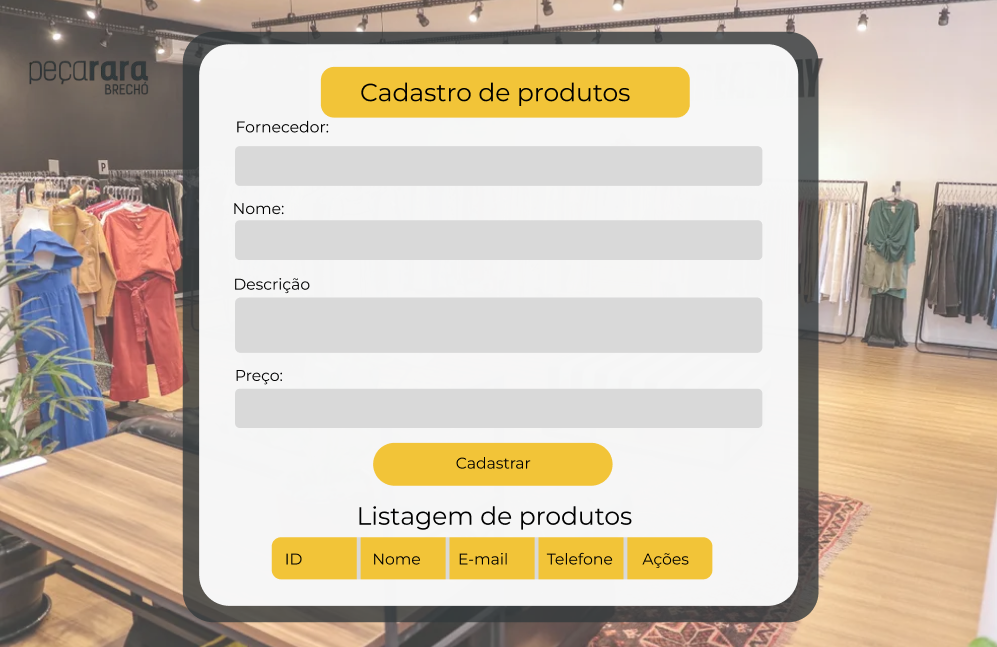 peçarara
BRECHÓ
Cadastro de produtos
Fornecedor:
Nome:
Descrição
Preço:
Cadastrar
Listagem de produtos
ID Nome E-mail Telefone Ações
P